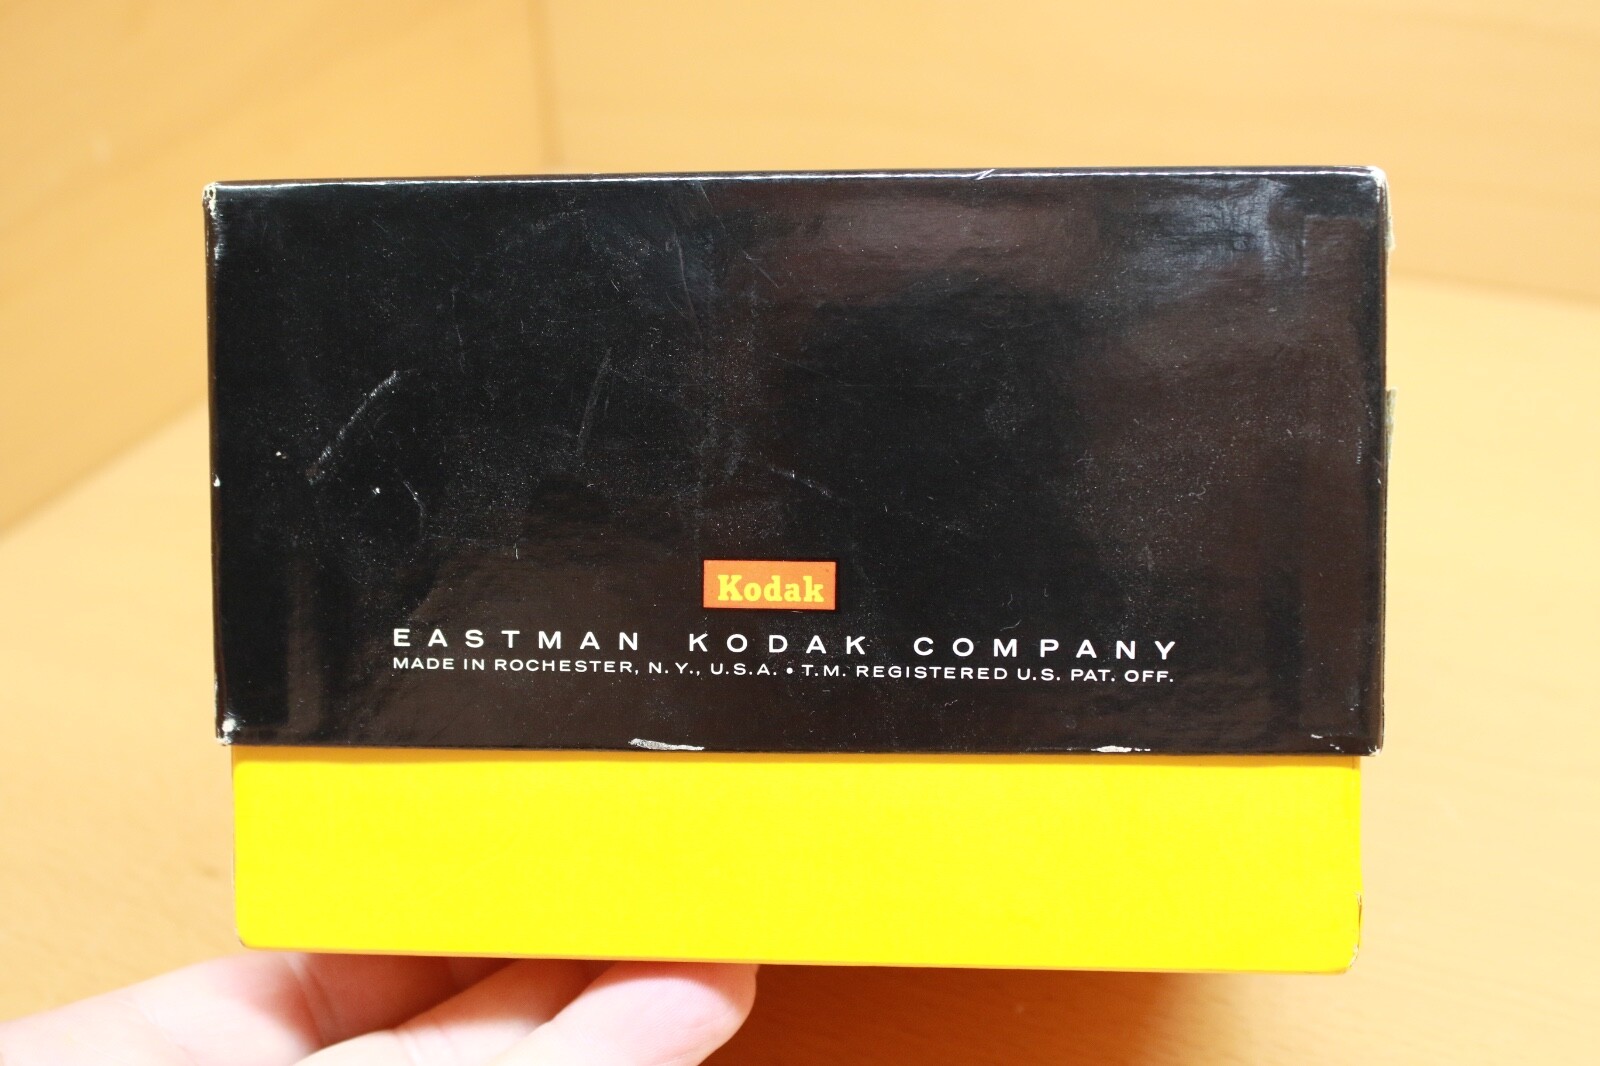 Kodak
EASTMAN KODAK COMPANY
MADE IN ROCHESTER, N.Y., U.S.A. • T.M. REGISTERED U.S. PAT. OFF.